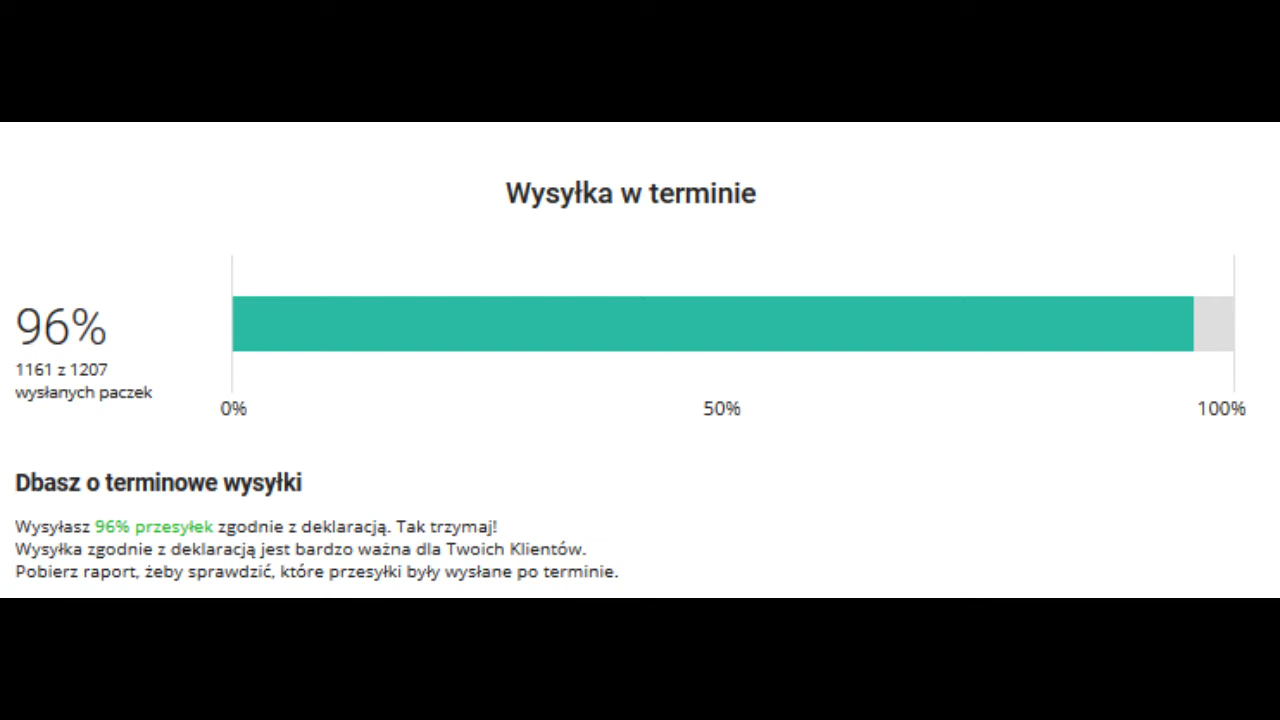 Wysyłka w terminie
96%
1161 z 1207
wysłanych paczek
0% 50% 100%
Dbasz o terminowe wysyłki
Wysyłasz 96% przesyłek zgodnie z deklaracją. Tak trzymaj!
Wysyłka zgodnie z deklaracją jest bardzo ważna dla Twoich Klientów.
Pobierz raport, żeby sprawdzić, które przesyłki były wysłane po terminie.